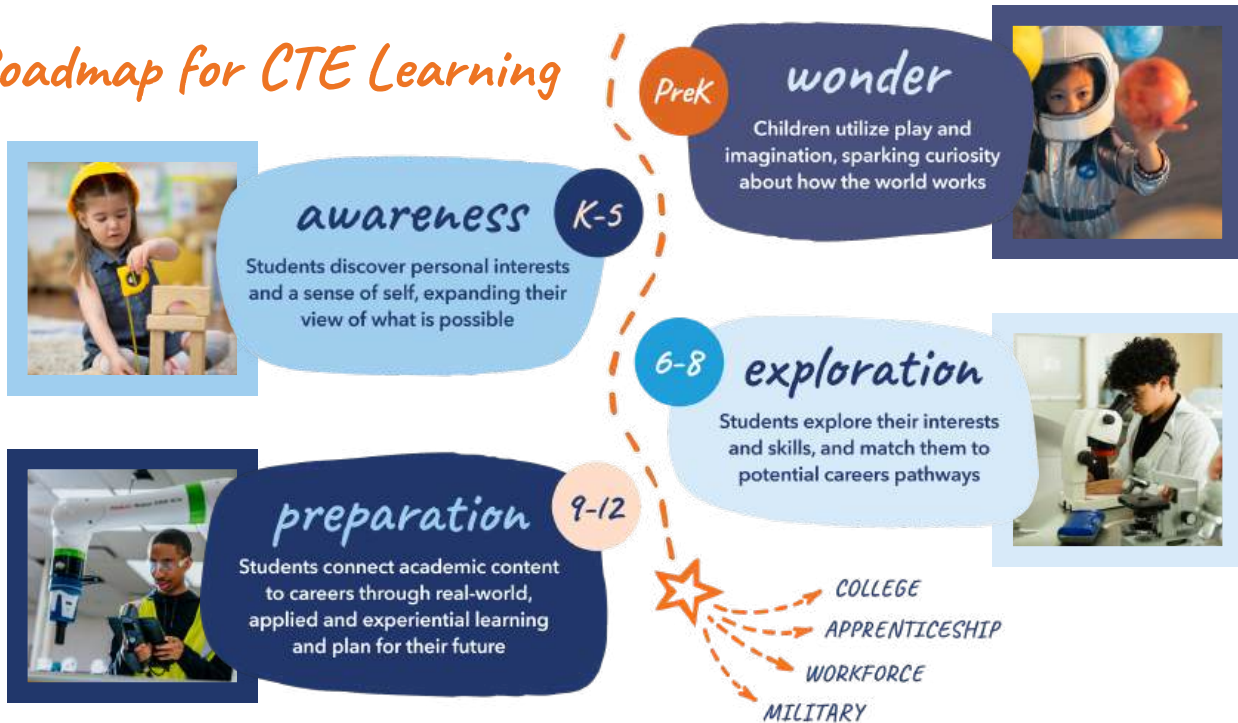 Roadmap for CTE Learning
PreK
wonder
Children utilize play and
imagination, sparking curiosity
about how the world works
awareness
K-5
Students discover personal interests
and a sense of self, expanding their
view of what is possible
6-8
exploration
Students explore their interests
and skills, and match them to
potential careers pathways
preparation
9-12
Students connect academic content
to careers through real-world,
applied and experiential learning
and plan for their future
COLLEGE
APPRENTICESHIP
WORKFORCE
MILITARY